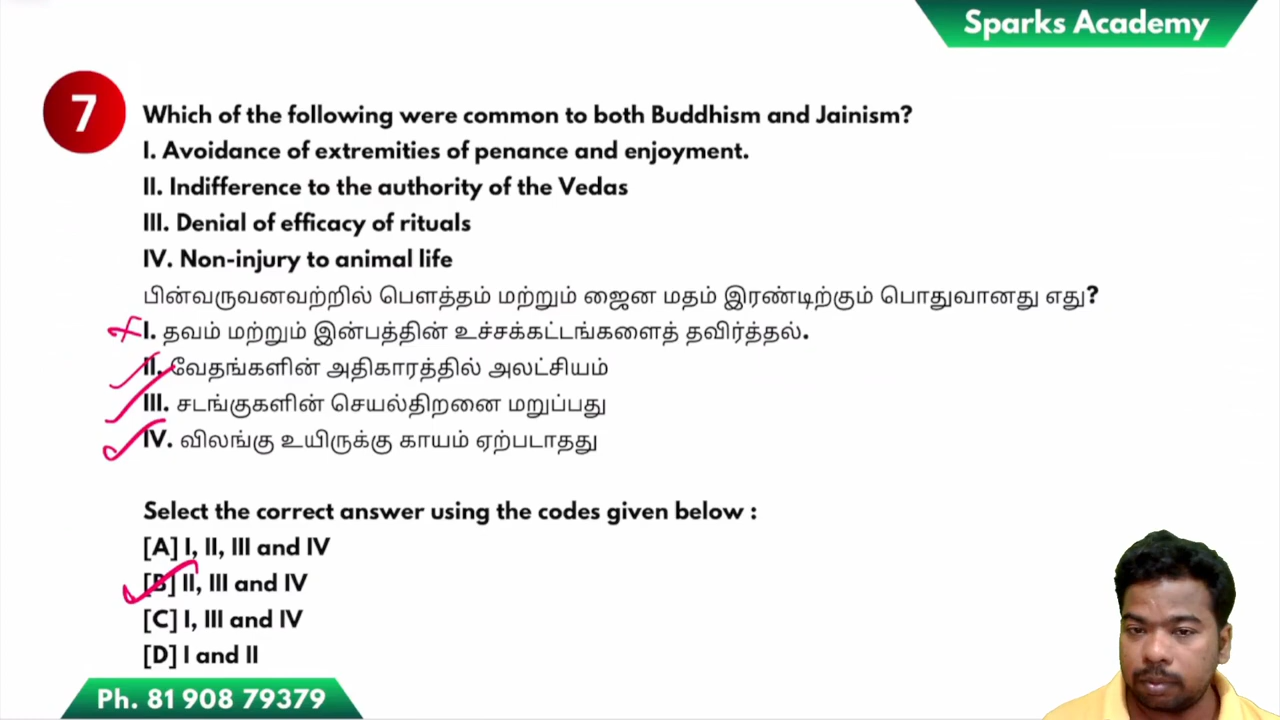 Sparks Academy
7
Which of the following were common to both Buddhism and Jainism?
I. Avoidance of extremities of penance and enjoyment.
II. Indifference to the authority of the Vedas
III. Denial of efficacy of rituals
IV. Non-injury to animal life
பின்வருவனவற்றில் பௌத்தம் மற்றும் ஜைன மதம் இரண்டிற்கும் பொதுவானது எது?
I. தவம் மற்றும் இன்பத்தின் உச்சக்கட்டங்களைத் தவிர்த்தல்.
II. வேதங்களின் அதிகாரத்தில் அலட்சியம்
III. சடங்குகளின் செயல்திறனை மறுப்பது
IV. விலங்கு உயிருக்கு காயம் ஏற்படாதது
Select the correct answer using the codes given below :
[A] I, II, III and IV
[B] II, III and IV
[C] I, III and IV
[D] I and II
Ph. 81 908 79379